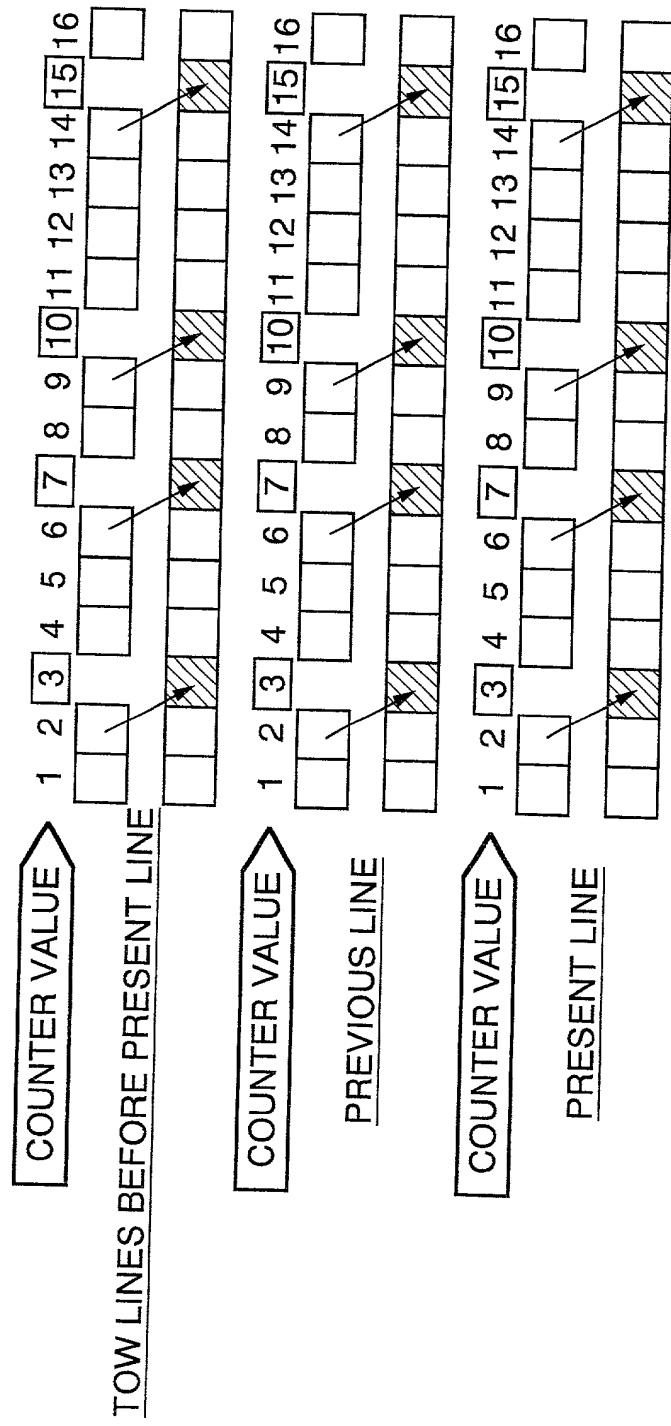 COUNTER VALUE 1 2 3 4 5 6 7 8 9 10 11 12 13 14 15 16
TOW LINES BEFORE PRESENT LINE
COUNTER VALUE 1 2 3 4 5 6 7 8 9 10 11 12 13 14 15 16
PREVIOUS LINE
COUNTER VALUE 1 2 3 4 5 6 7 8 9 10 11 12 13 14 15 16
PRESENT LINE